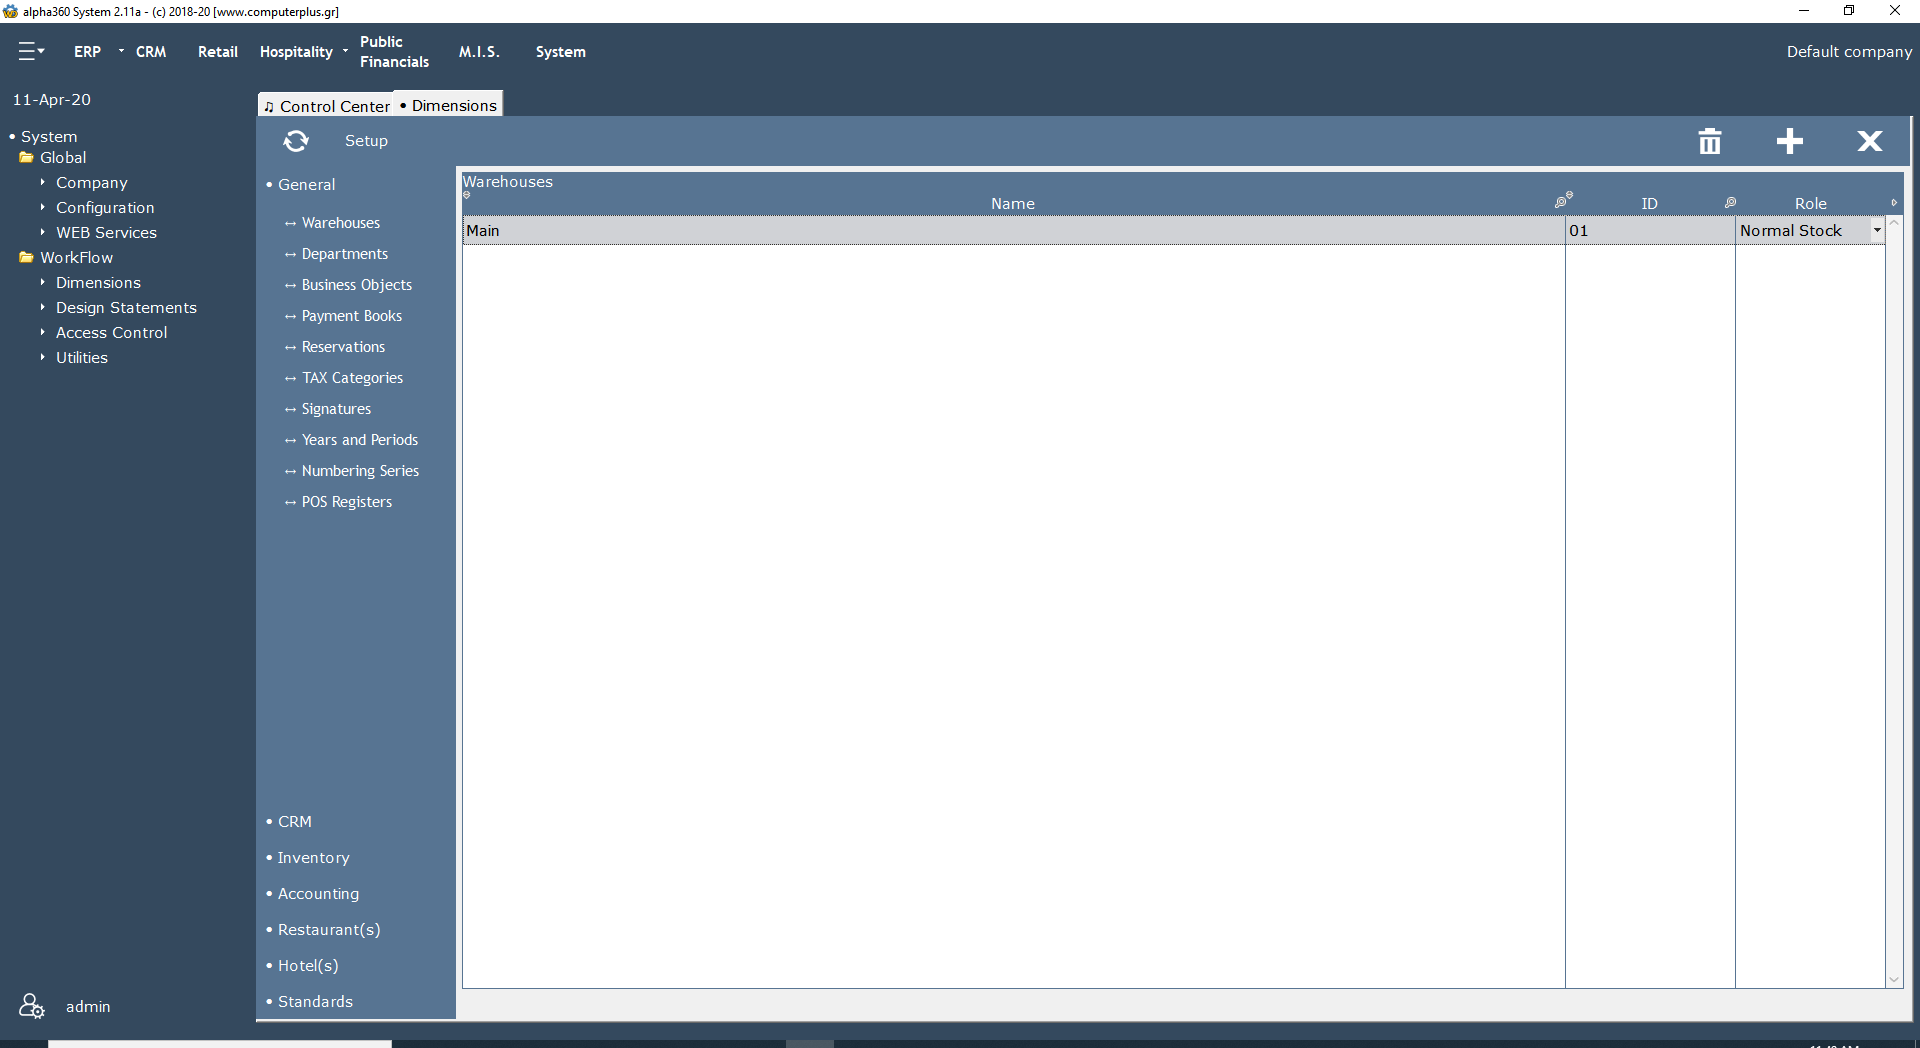 alpha360 System 2.11a - (c) 2018-20 [www.computerplus.gr]
ERP CRM Retail Hospitality Public Financials M.I.S. System Default company
11-Apr-20
• System
Global
Company
Configuration
WEB Services
WorkFlow
Dimensions
Design Statements
Access Control
Utilities
admin
♫ Control Center • Dimensions
Setup
• General
↔ Warehouses
↔ Departments
↔ Business Objects
↔ Payment Books
↔ Reservations
↔ TAX Categories
↔ Signatures
↔ Years and Periods
↔ Numbering Series
↔ POS Registers
• CRM
• Inventory
• Accounting
• Restaurant(s)
• Hotel(s)
• Standards
Warehouses
Name ID Role
Main 01 Normal Stock